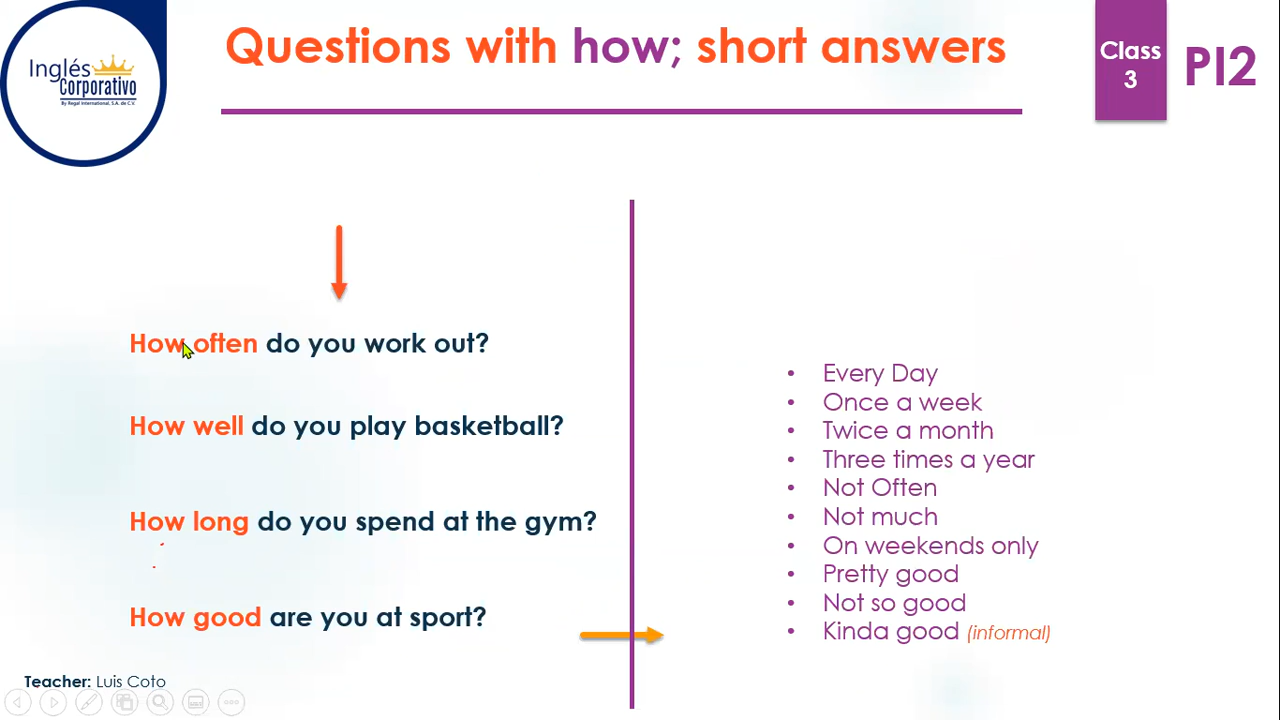 Inglés
Corporativo
By Regal International, S.A. de C.V.
Questions with how; short answers
Class
3
PI2
How often do you work out?
How well do you play basketball?
How long do you spend at the gym?
How good are you at sport?
• Every Day
• Once a week
• Twice a month
• Three times a year
• Not Often
• Not much
• On weekends only
• Pretty good
• Not so good
• Kinda good (informal)
Teacher: Luis Coto